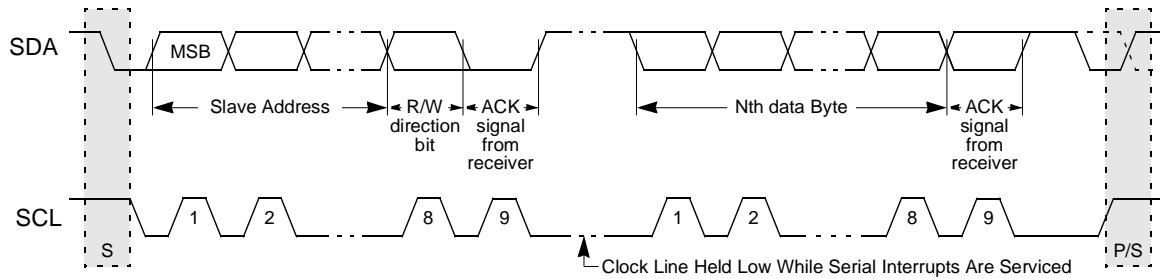 SDA
MSB
Slave Address
R/W
direction
bit
ACK
signal
from
receiver
Nth data Byte
ACK
signal
from
receiver
SCL
1
2
8
9
1
2
8
9
S
P/S
Clock Line Held Low While Serial Interrupts Are Serviced